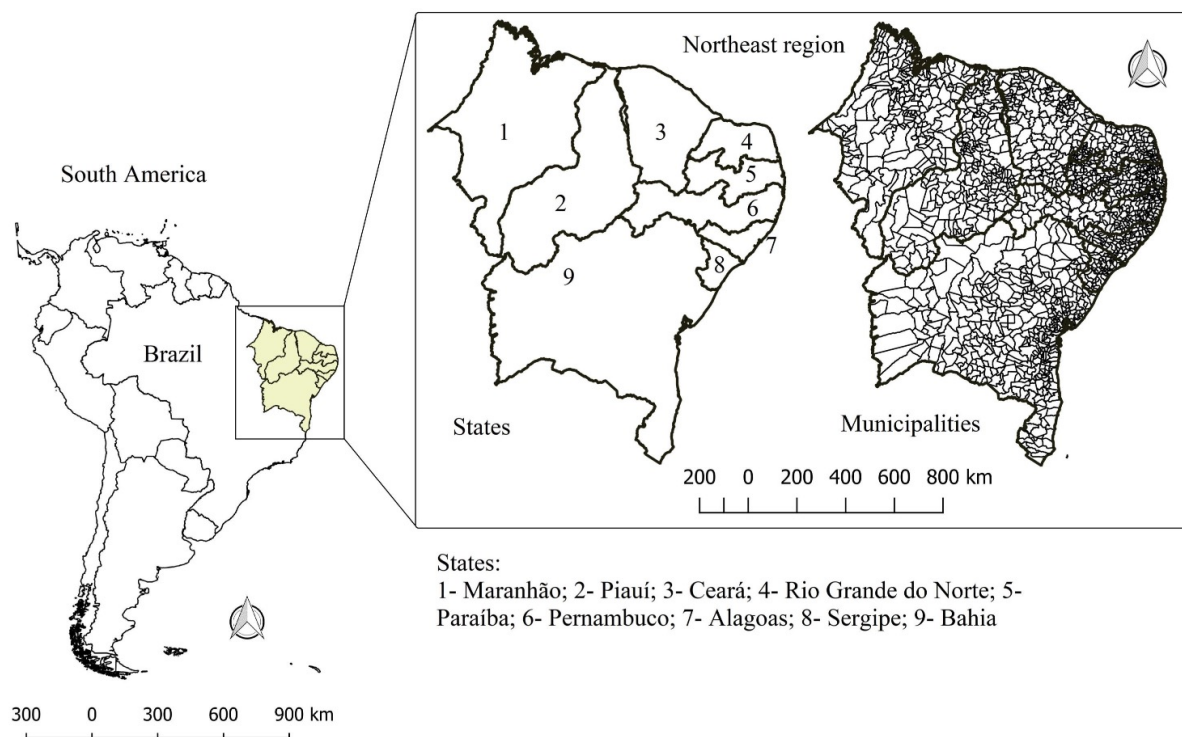 Northeast region
1
2
3
4
5
6
7
8
9
States
Municipalities
200 0 200 400 600 800 km
South America
Brazil
300 0 300 600 900 km
States:
1- Maranhão; 2- Piauí; 3- Ceará; 4- Rio Grande do Norte; 5-
Paraíba; 6- Pernambuco; 7- Alagoas; 8- Sergipe; 9- Bahia